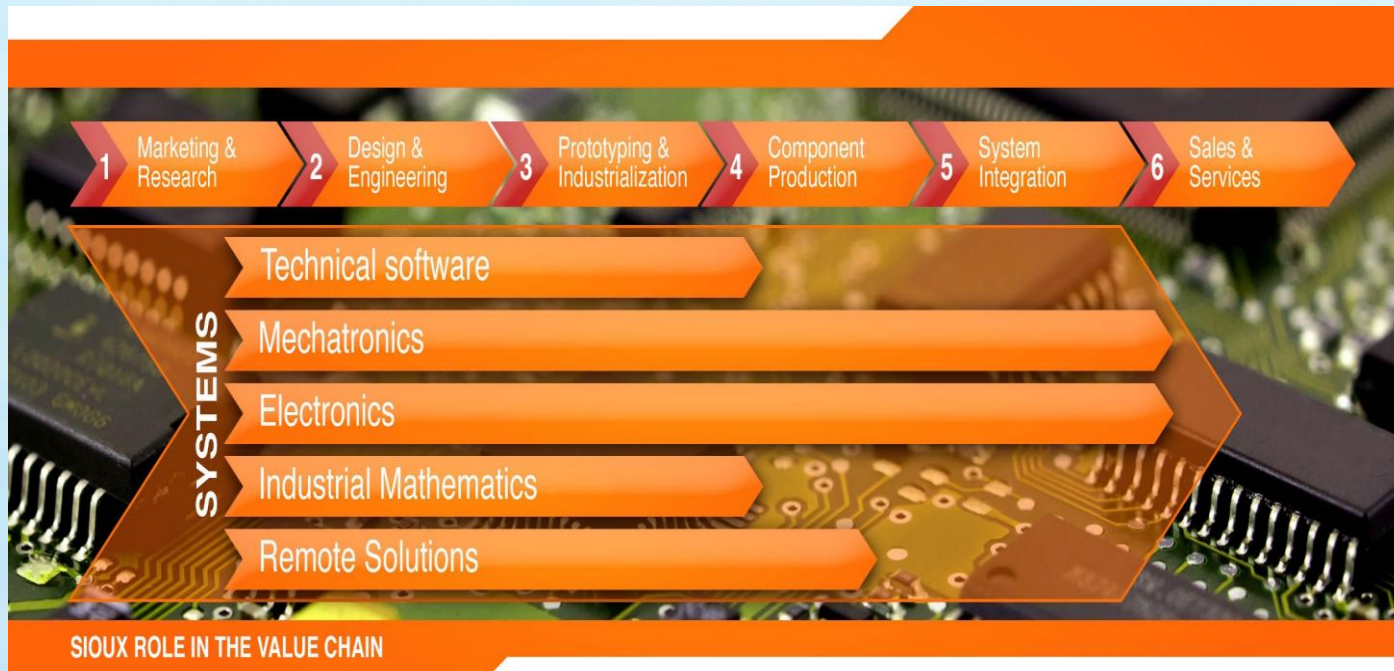 1
Marketing &
Research
2
Design &
Engineering
3
Prototyping &
Industrialization
4
Component
Production
5
System
Integration
6
Sales &
Services
SYSTEMS
Technical software
Mechatronics
Electronics
Industrial Mathematics
Remote Solutions
SIOUX ROLE IN THE VALUE CHAIN